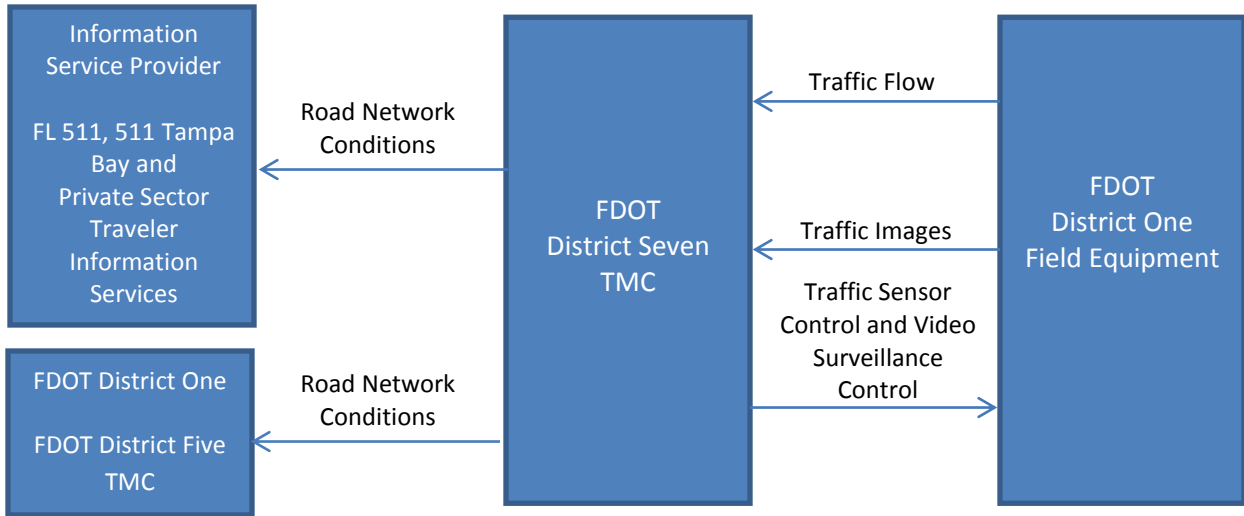 Information
Service Provider
FL 511, 511 Tampa
Bay and
Private Sector
Traveler
Information
Services
Road Network
Conditions
FDOT District One
FDOT District Five
TMC
Road Network
Conditions
FDOT
District Seven
TMC
Traffic Flow
Traffic Images
Traffic Sensor
Control and Video
Surveillance
Control
FDOT
District One
Field Equipment